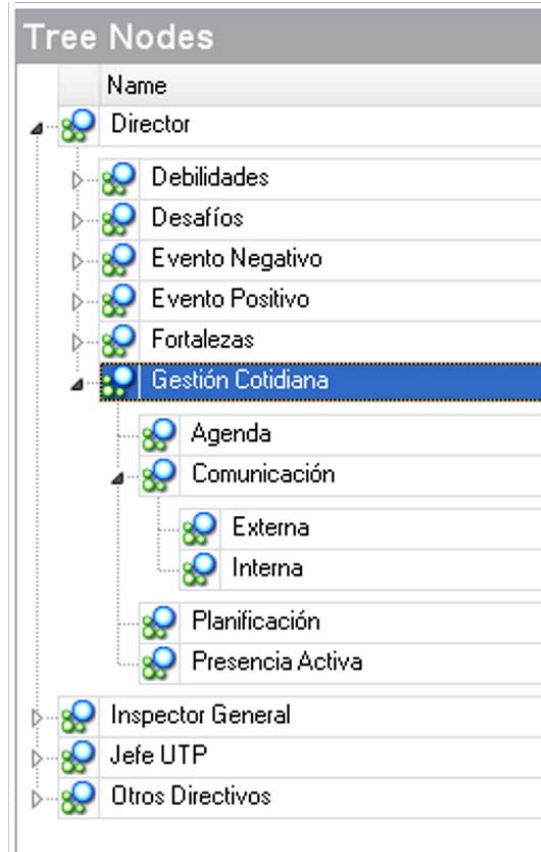 Tree Nodes
Name
Director
Debilidades
Desafíos
Evento Negativo
Evento Positivo
Fortalezas
Gestión Cotidiana
Agenda
Comunicación
Externa
Interna
Planificación
Presencia Activa
Inspector General
Jefe UTP
Otros Directivos